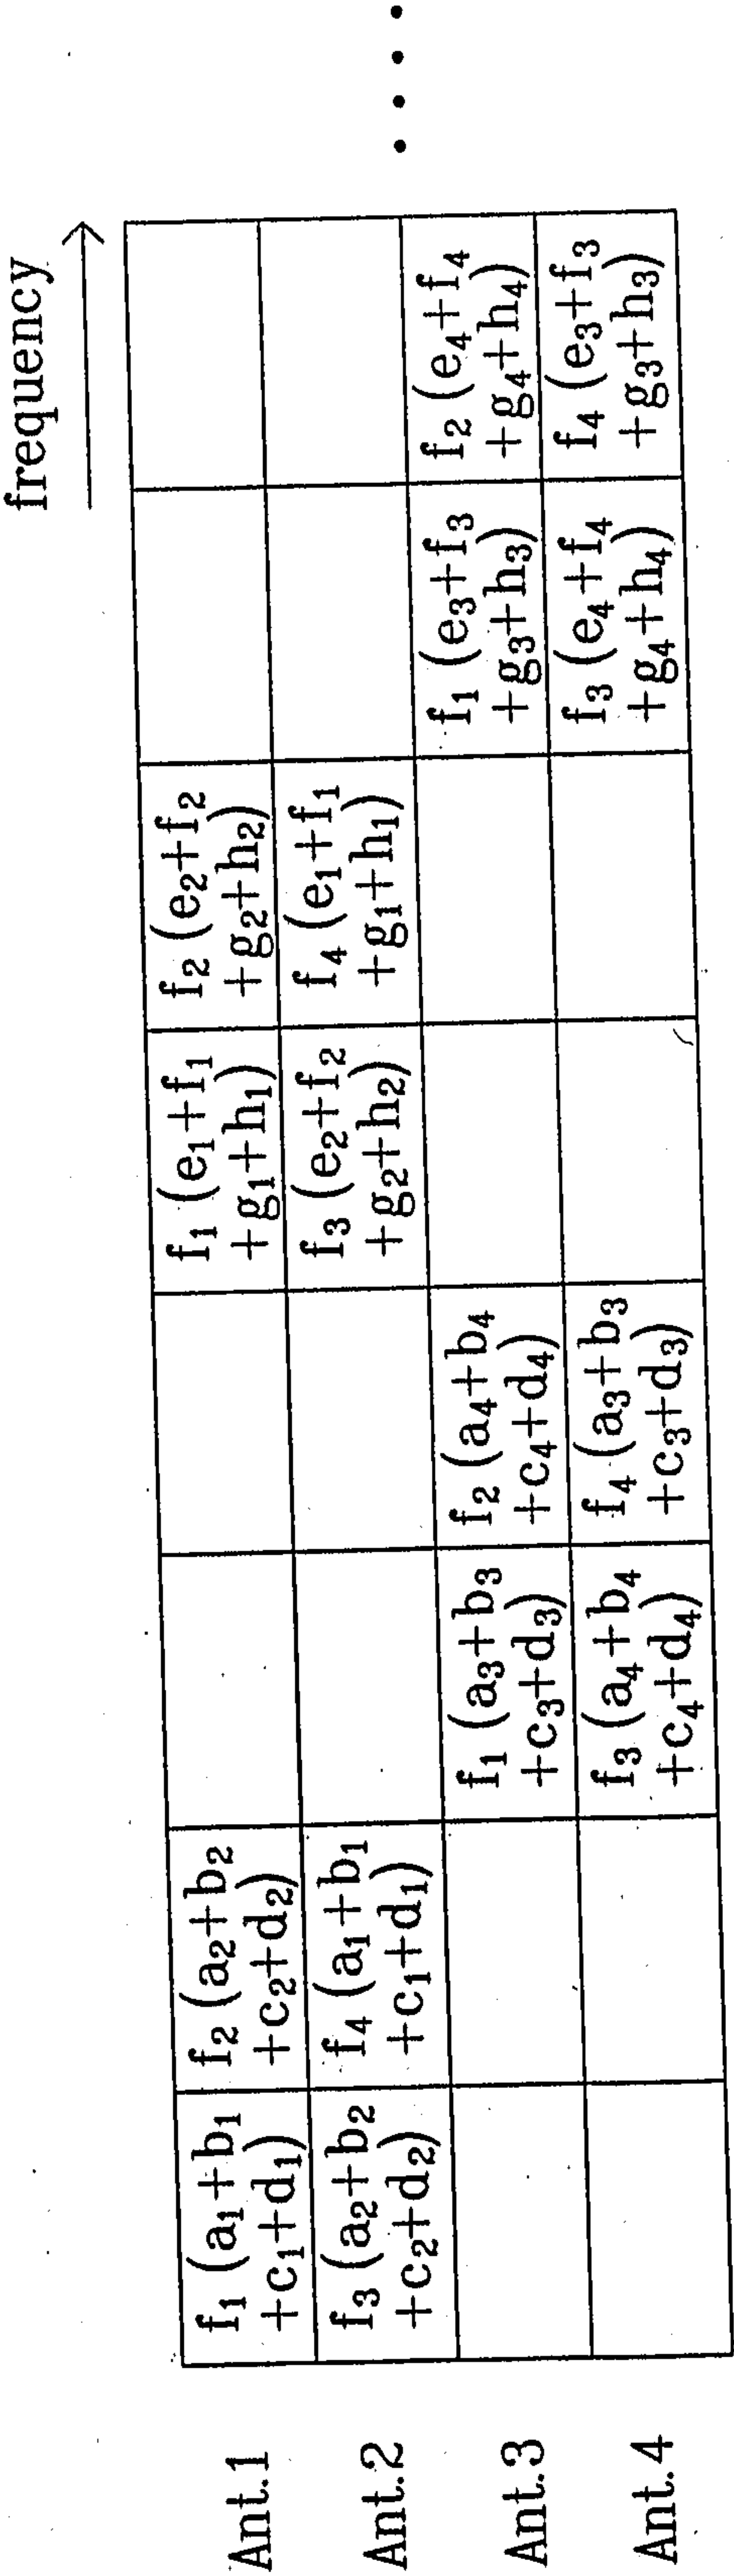 frequency
Ant.1
f₁ (a₁+b₁
+c₁+d₁)
f₂ (a₂+b₂
+c₂+d₂)
f₁ (e₁+f₁
+g₁+h₁)
f₂ (e₂+f₂
+g₂+h₂)
Ant.2
f₃ (a₂+b₂
+c₂+d₂)
f₄ (a₁+b₁
+c₁+d₁)
f₃ (e₂+f₂
+g₂+h₂)
f₄ (e₁+f₁
+g₁+h₁)
Ant.3
f₁ (a₃+b₃
+c₃+d₃)
f₂ (a₄+b₄
+c₄+d₄)
f₁ (e₃+f₃
+g₃+h₃)
f₂ (e₄+f₄
+g₄+h₄)
Ant.4
f₃ (a₄+b₄
+c₄+d₄)
f₄ (a₃+b₃
+c₃+d₃)
f₃ (e₄+f₄
+g₄+h₄)
f₄ (e₃+f₃
+g₃+h₃)